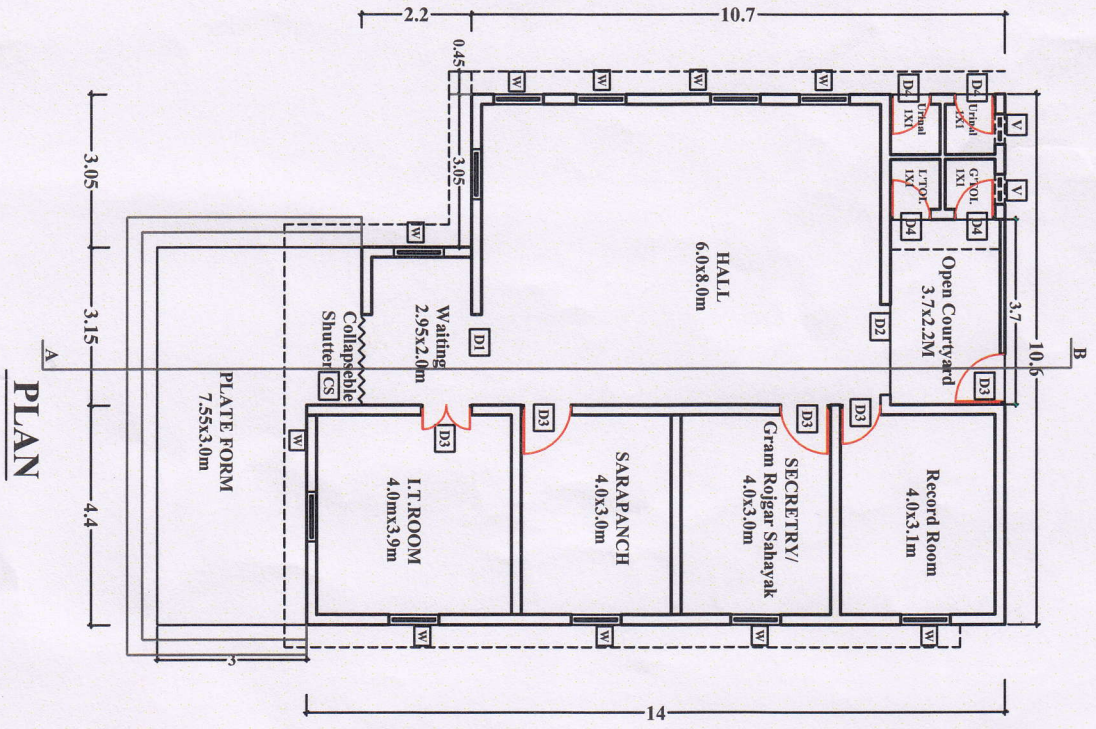 2.2
10.7
0.45
W
W
W
W
D4
D4
Urinal
1X1
Urinal
1X1
V
V
L'TOI.
1X1
G'TOI.
1X1
D4
D4
3.05
3.05
3.15
4.4
W
HALL
6.0x8.0m
Open Courtyard
3.7x2.2M
3.7
10.6
D1
D2
D3
Waiting
2.95x2.0m
Collapseble
Shutter
CS
A
B
PLATE FORM
7.55x3.0m
W
D3
D3
D3
D3
I.T.ROOM
4.0mx3.9m
SARAPANCH
4.0x3.0m
SECRETRY/
Gram Rojgar Sahayak
4.0x3.0m
Record Room
4.0x3.1m
W
W
W
W
3
14
PLAN